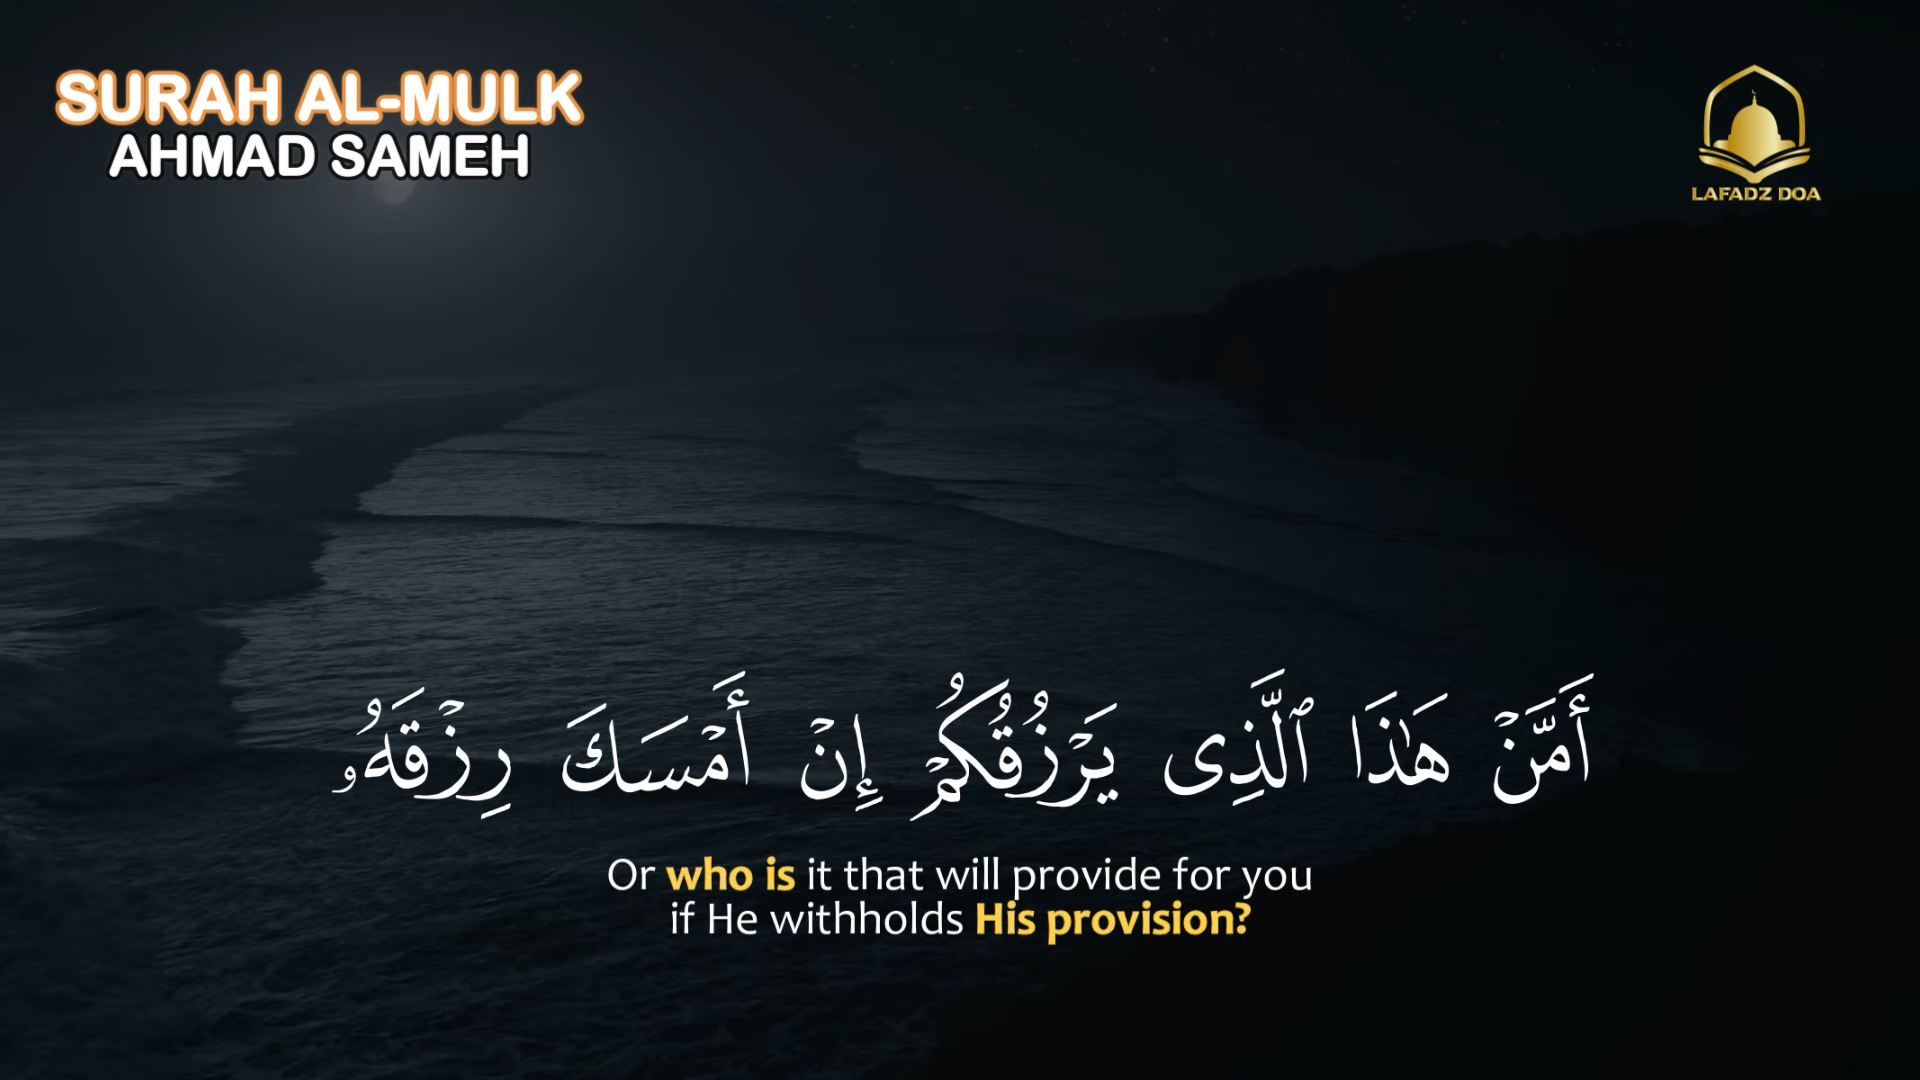 SURAH AL-MULK
AHMAD SAMEH
LAFADZ DOA
أَمَّنْ هَـٰذَا ٱلَّذِى يَرْزُقُكُمْ إِنْ أَمْسَكَ رِزْقَهُۥ
Or who is it that will provide for you
if He withholds His provision?